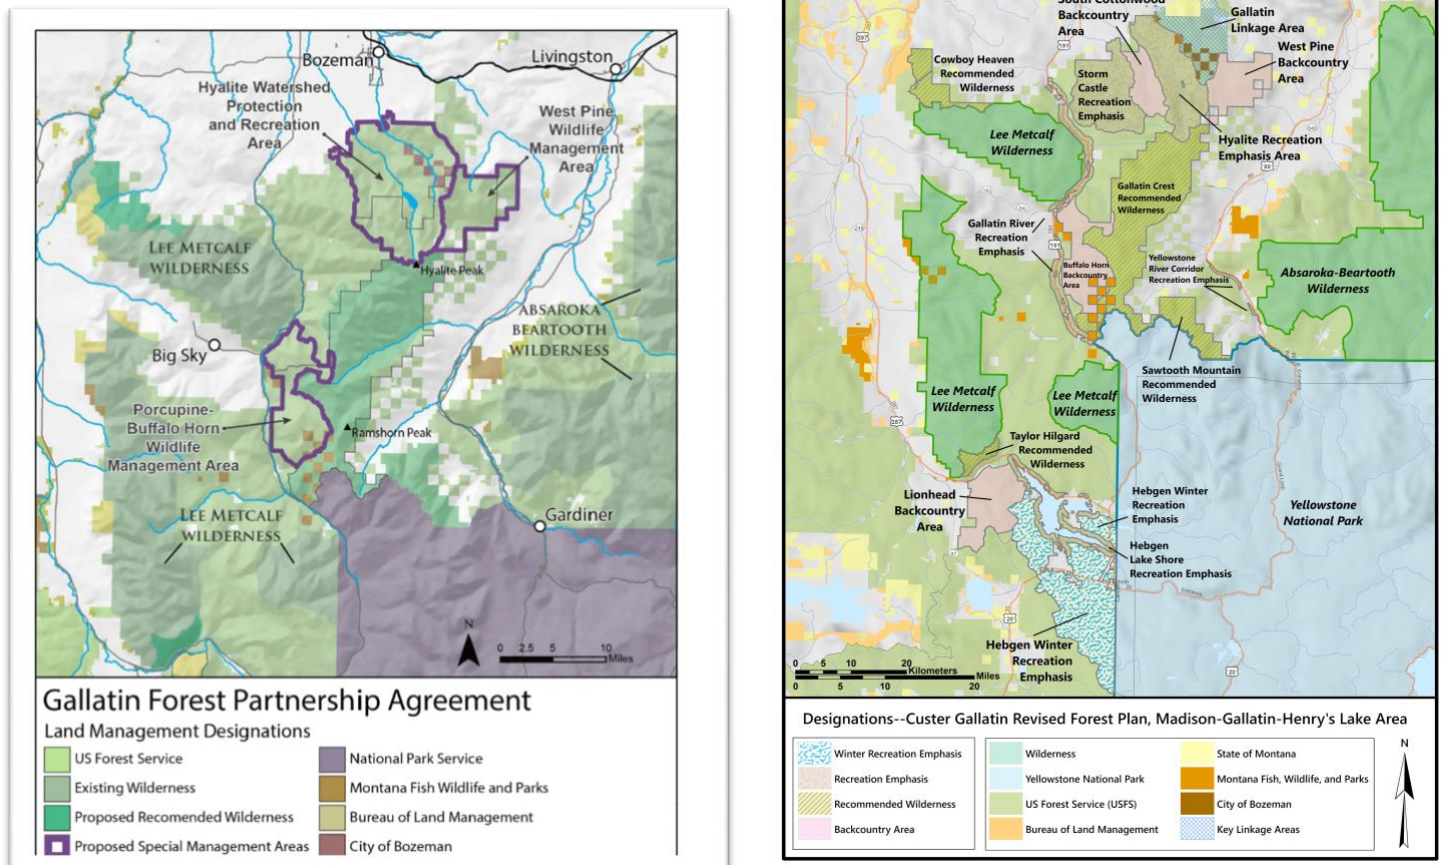 Bozeman
Livingston
Hyalite Watershed
Protection
and Recreation
Area
West Pine
Wildlife
Management
Area
LEE METCALF
WILDERNESS
Hyalite Peak
ABSAROKA
BEARTOOTH
WILDERNESS
Big Sky
Porcupine-
Buffalo Horn
Wildlife
Management Area
Ramshorn Peak
LEE METCALF
WILDERNESS
Gardiner
N
0 2.5 5 10
Miles
Gallatin Forest Partnership Agreement
Land Management Designations
US Forest Service
Existing Wilderness
Proposed Recomended Wilderness
Proposed Special Management Areas
National Park Service
Montana Fish Wildlife and Parks
Bureau of Land Management
City of Bozeman
South Cottonwood
Backcountry
Area
Gallatin
Linkage Area
West Pine
Backcountry
Area
Cowboy Heaven
Recommended
Wilderness
Storm
Castle
Recreation
Emphasis
Lee Metcalf
Wilderness
Hyalite Recreation
Emphasis Area
Gallatin Crest
Recommended
Wilderness
Gallatin River
Recreation
Emphasis
Buffalo Horn
Backcountry
Area
Yellowstone
River Corridor
Recreation Emphasis
Absaroka-Beartooth
Wilderness
Sawtooth Mountain
Recommended
Wilderness
Lee Metcalf
Wilderness
Lee Metcalf
Wilderness
Taylor Hilgard
Recommended
Wilderness
Lionhead
Backcountry
Area
Hebgen Winter
Recreation
Emphasis
Yellowstone
National Park
Hebgen
Lake Shore
Recreation Emphasis
Hebgen Winter
Recreation
Emphasis
0 5 10 20
Kilometers
Miles
0 5 10 20
Designations--Custer Gallatin Revised Forest Plan, Madison-Gallatin-Henry's Lake Area
Winter Recreation Emphasis
Recreation Emphasis
Recommended Wilderness
Backcountry Area
Wilderness
Yellowstone National Park
US Forest Service (USFS)
Bureau of Land Management
State of Montana
Montana Fish, Wildlife, and Parks
City of Bozeman
Key Linkage Areas
N